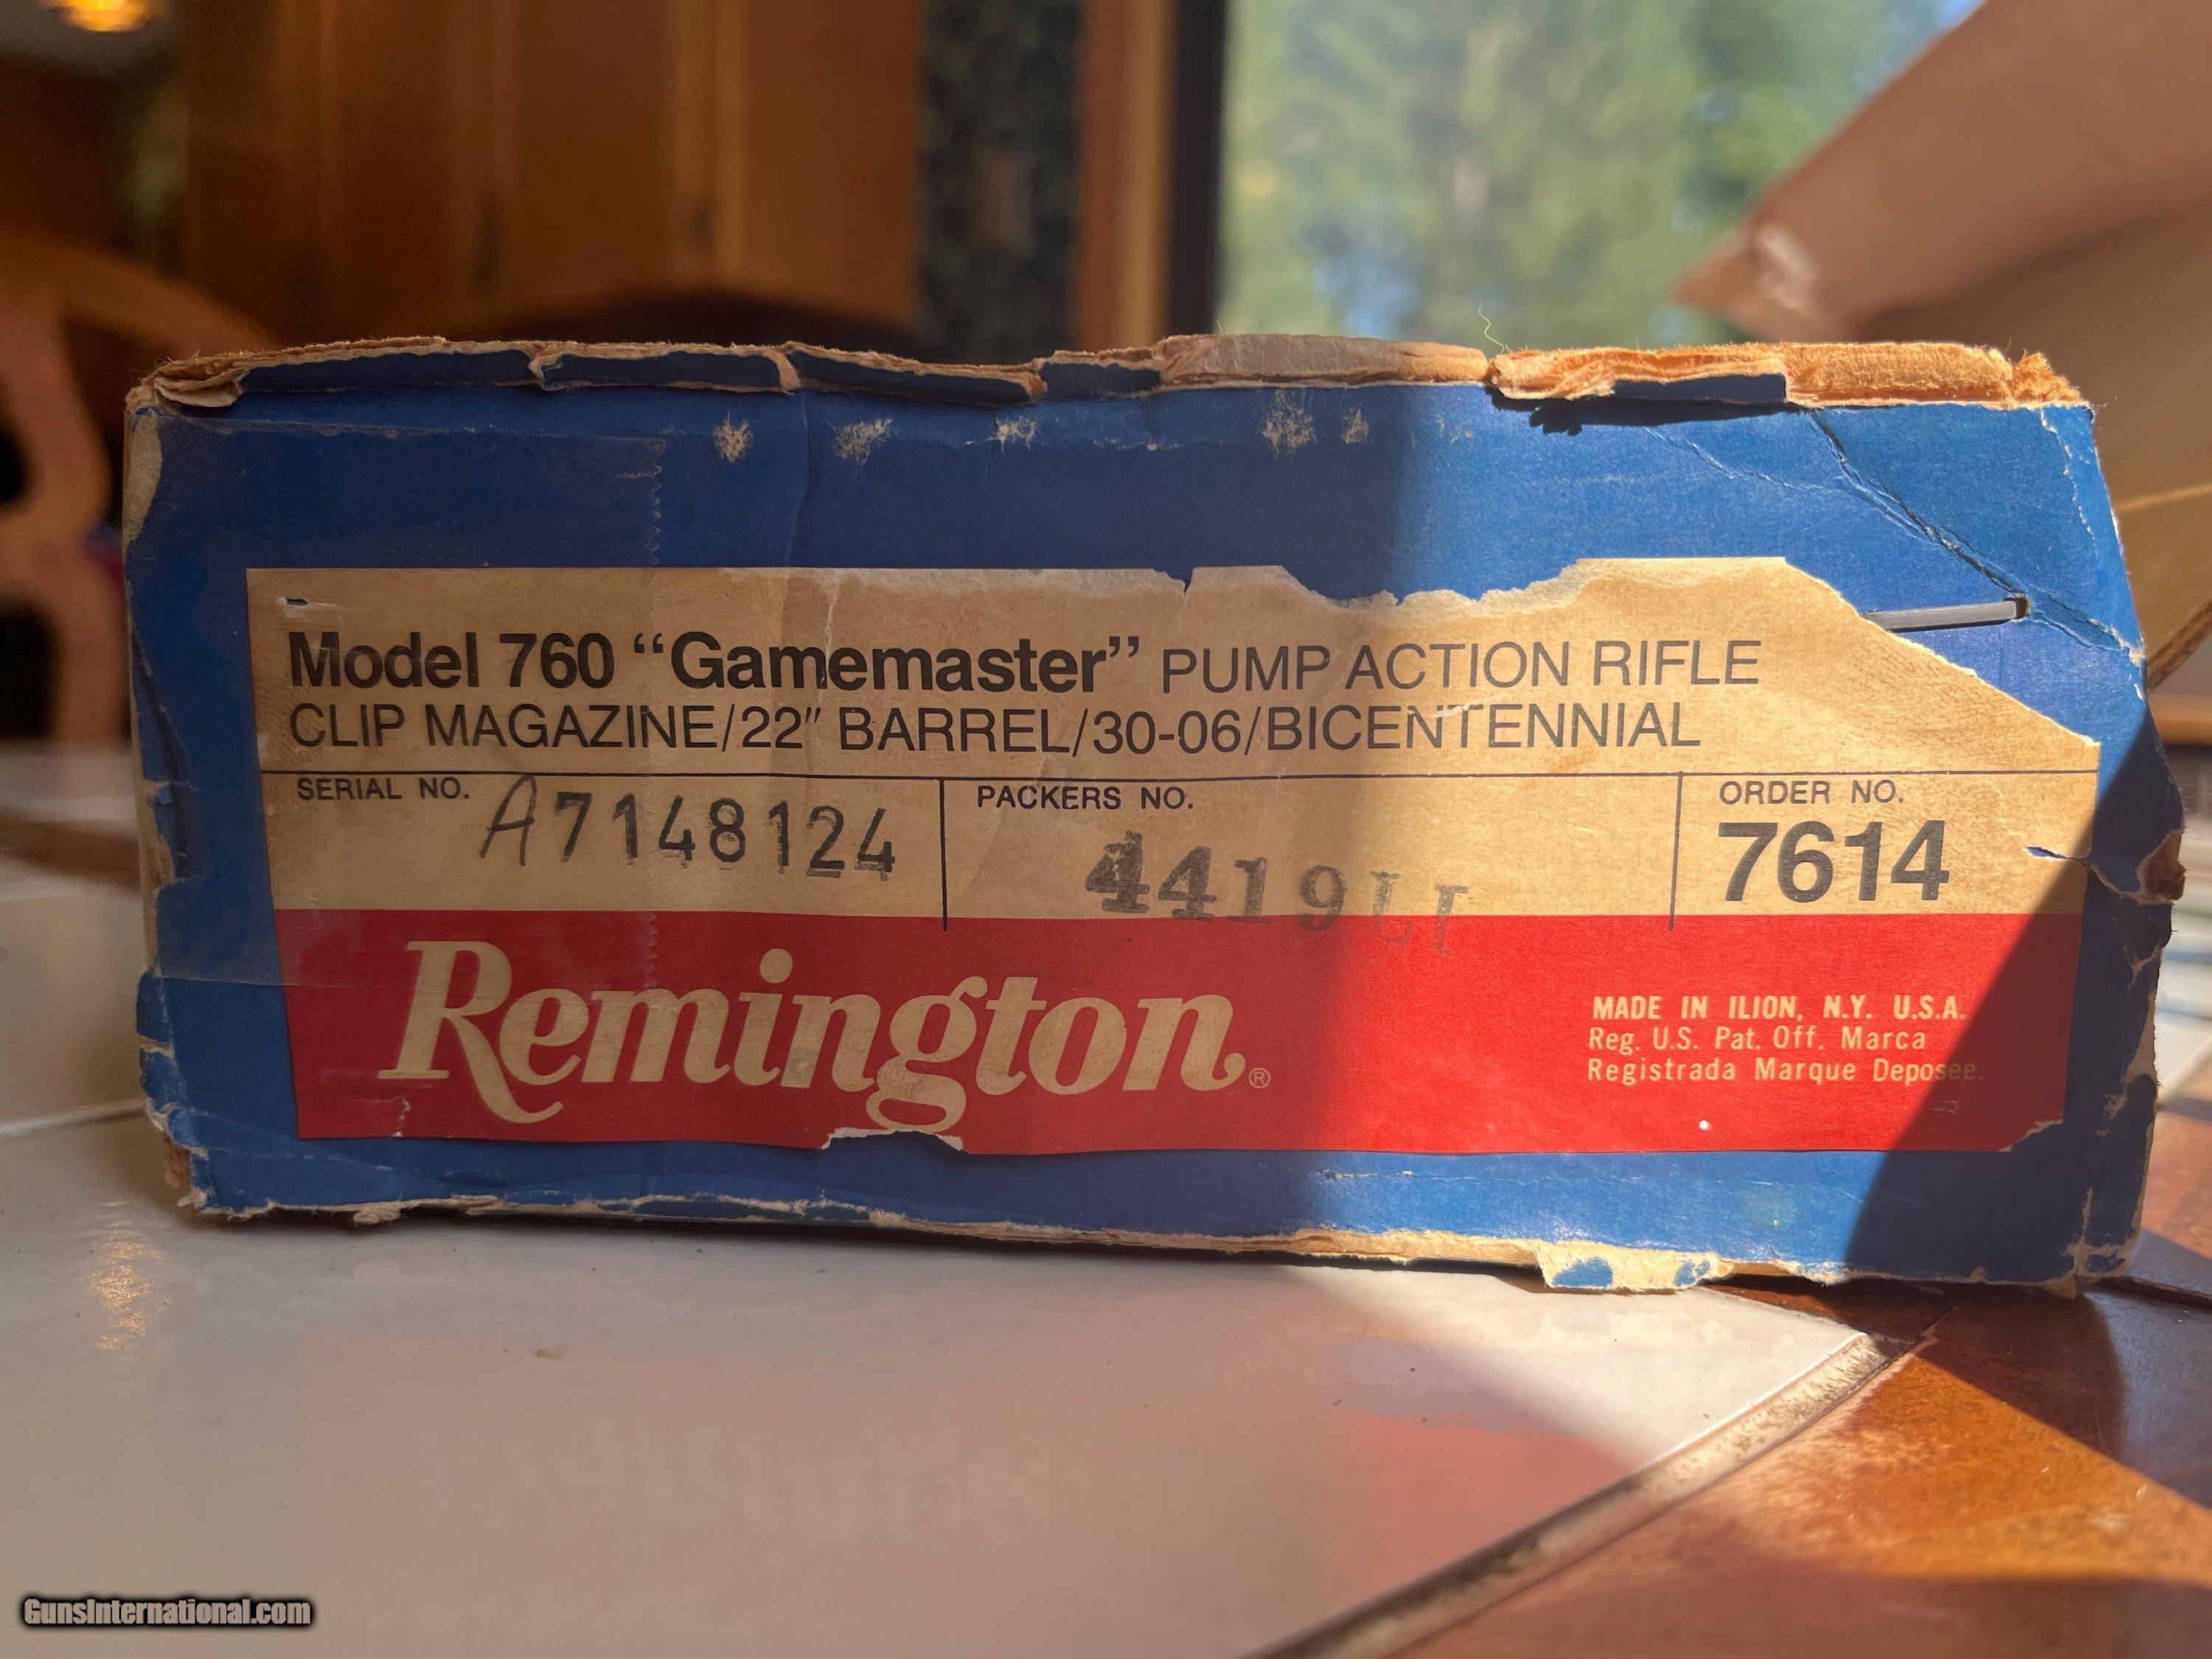 Model 760 “Gamemaster” PUMP ACTION RIFLE
CLIP MAGAZINE/22″ BARREL/30-06/BICENTENNIAL
SERIAL NO. A7148124
PACKERS NO. 4419LI
ORDER NO. 7614
Remington®
MADE IN ILION, N.Y. U.S.A.
Reg. U.S. Pat. Off. Marca
Registrada Marque Deposee.
GunsInternational.com